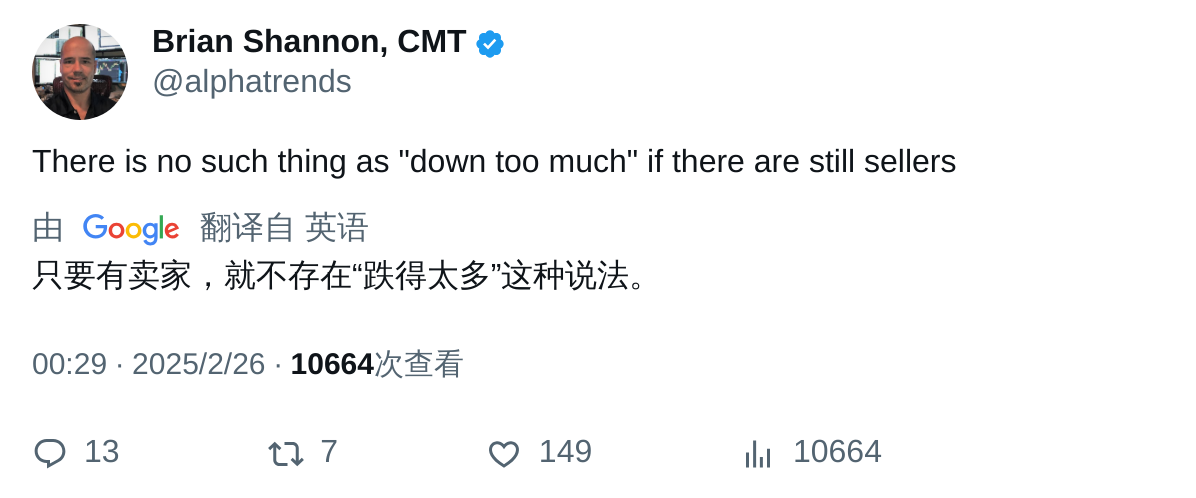 Brian Shannon, CMT
@alphatrends
There is no such thing as "down too much" if there are still sellers
由 Google 翻译自 英语
只要有卖家，就不存在“跌得太多”这种说法。
00:29 · 2025/2/26 · 10664次查看
13 7 149 10664